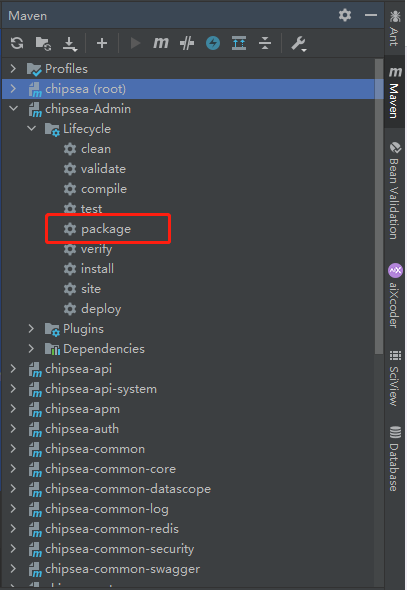 Maven
Profiles
chipsea (root)
chipsea-Admin
Lifecycle
clean
validate
compile
test
package
verify
install
site
deploy
Plugins
Dependencies
chipsea-api
chipsea-api-system
chipsea-apm
chipsea-auth
chipsea-common
chipsea-common-core
chipsea-common-datascope
chipsea-common-log
chipsea-common-redis
chipsea-common-security
chipsea-common-swagger
Ant
Maven
Bean Validation
aiXcoder
SciView
Database